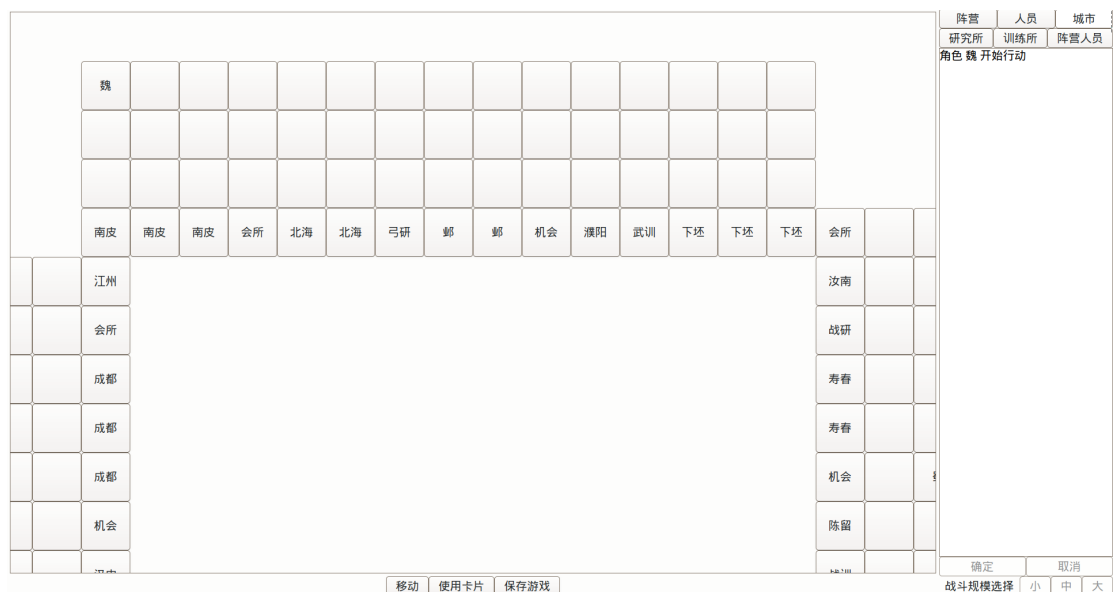 阵营 人员 城市
研究所 训练所 阵营人员
角色 魏 开始行动
魏
南皮 南皮 南皮 会所 北海 北海 弓研 邺 邺 机会 濮阳 武训 下坯 下坯 下坯 会所
江州 汝南
会所 战研
成都 寿春
成都 寿春
成都 机会
机会 陈留
确定 取消
移动 使用卡片 保存游戏 战斗规模选择 小 中 大